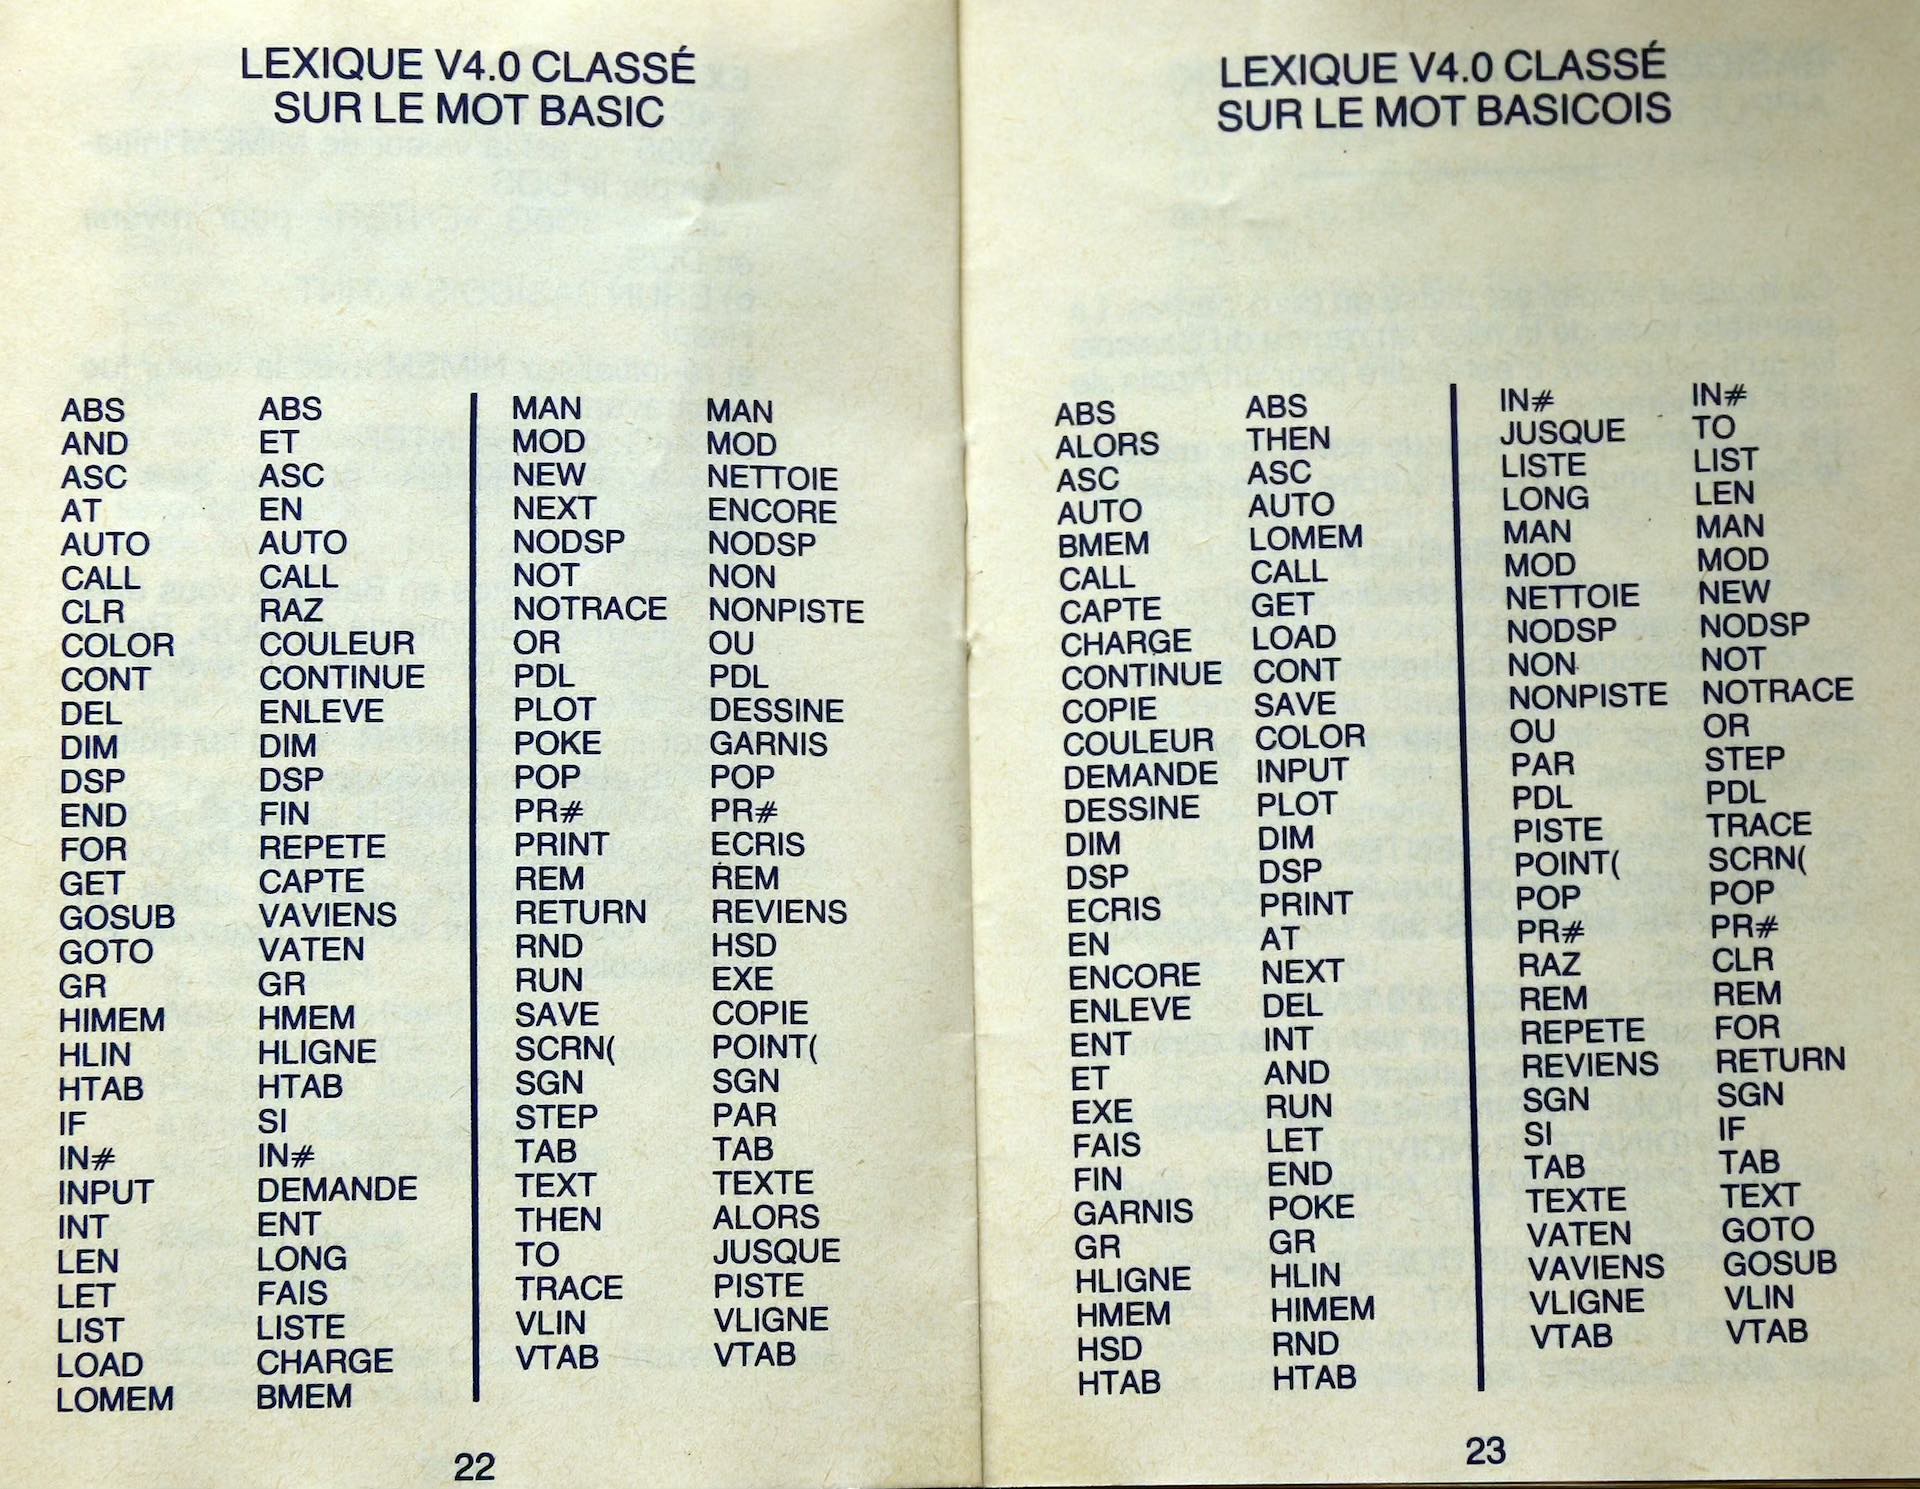 LEXIQUE V4.0 CLASSÉ
SUR LE MOT BASIC
ABS ABS
AND ET
ASC ASC
AT EN
AUTO AUTO
CALL CALL
CLR RAZ
COLOR COULEUR
CONT CONTINUE
DEL ENLEVE
DIM DIM
DSP DSP
END FIN
FOR REPETE
GET CAPTE
GOSUB VAVIENS
GOTO VATEN
GR GR
HIMEM HMEM
HLIN HLIGNE
HTAB HTAB
IF SI
IN# IN#
INPUT DEMANDE
INT ENT
LEN LONG
LET FAIS
LIST LISTE
LOAD CHARGE
LOMEM BMEM
MAN MAN
MOD MOD
NEW NETTOIE
NEXT ENCORE
NODSP NODSP
NOT NON
NOTRACE NONPISTE
OR OU
PDL PDL
PLOT DESSINE
POKE GARNIS
POP POP
PR# PR#
PRINT ECRIS
REM REM
RETURN REVIENS
RND HSD
RUN EXE
SAVE COPIE
SCRN( POINT(
SGN SGN
STEP PAR
TAB TAB
TEXT TEXTE
THEN ALORS
TO JUSQUE
TRACE PISTE
VLIN VLIGNE
VTAB VTAB
22
LEXIQUE V4.0 CLASSÉ
SUR LE MOT BASICOIS
ABS ABS
ALORS THEN
ASC ASC
AUTO AUTO
BMEM LOMEM
CALL CALL
CAPTE GET
CHARGE LOAD
CONTINUE CONT
COPIE SAVE
COULEUR COLOR
DEMANDE INPUT
DESSINE PLOT
DIM DIM
DSP DSP
ECRIS PRINT
EN AT
ENCORE NEXT
ENLEVE DEL
ENT INT
ET AND
EXE RUN
FAIS LET
FIN END
GARNIS POKE
GR GR
HLIGNE HLIN
HMEM HIMEM
HSD RND
HTAB HTAB
IN# IN#
JUSQUE TO
LISTE LIST
LONG LEN
MAN MAN
MOD MOD
NETTOIE NEW
NODSP NODSP
NON NOT
NONPISTE NOTRACE
OU OR
PAR STEP
PDL PDL
PISTE TRACE
POINT( SCRN(
POP POP
PR# PR#
RAZ CLR
REM REM
REPETE FOR
REVIENS RETURN
SGN SGN
SI IF
TAB TAB
TEXTE TEXT
VATEN GOTO
VAVIENS GOSUB
VLIGNE VLIN
VTAB VTAB
23